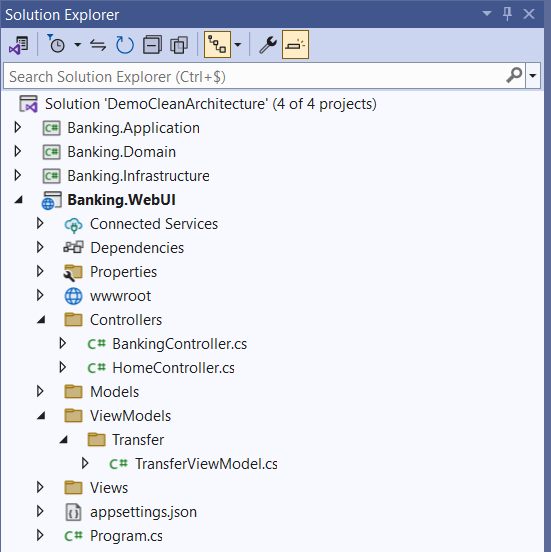 Solution Explorer
Search Solution Explorer (Ctrl+$)
Solution 'DemoCleanArchitecture' (4 of 4 projects)
C# Banking.Application
C# Banking.Domain
C# Banking.Infrastructure
Banking.WebUI
Connected Services
Dependencies
Properties
wwwroot
Controllers
C# BankingController.cs
C# HomeController.cs
Models
ViewModels
Transfer
C# TransferViewModel.cs
Views
appsettings.json
C# Program.cs